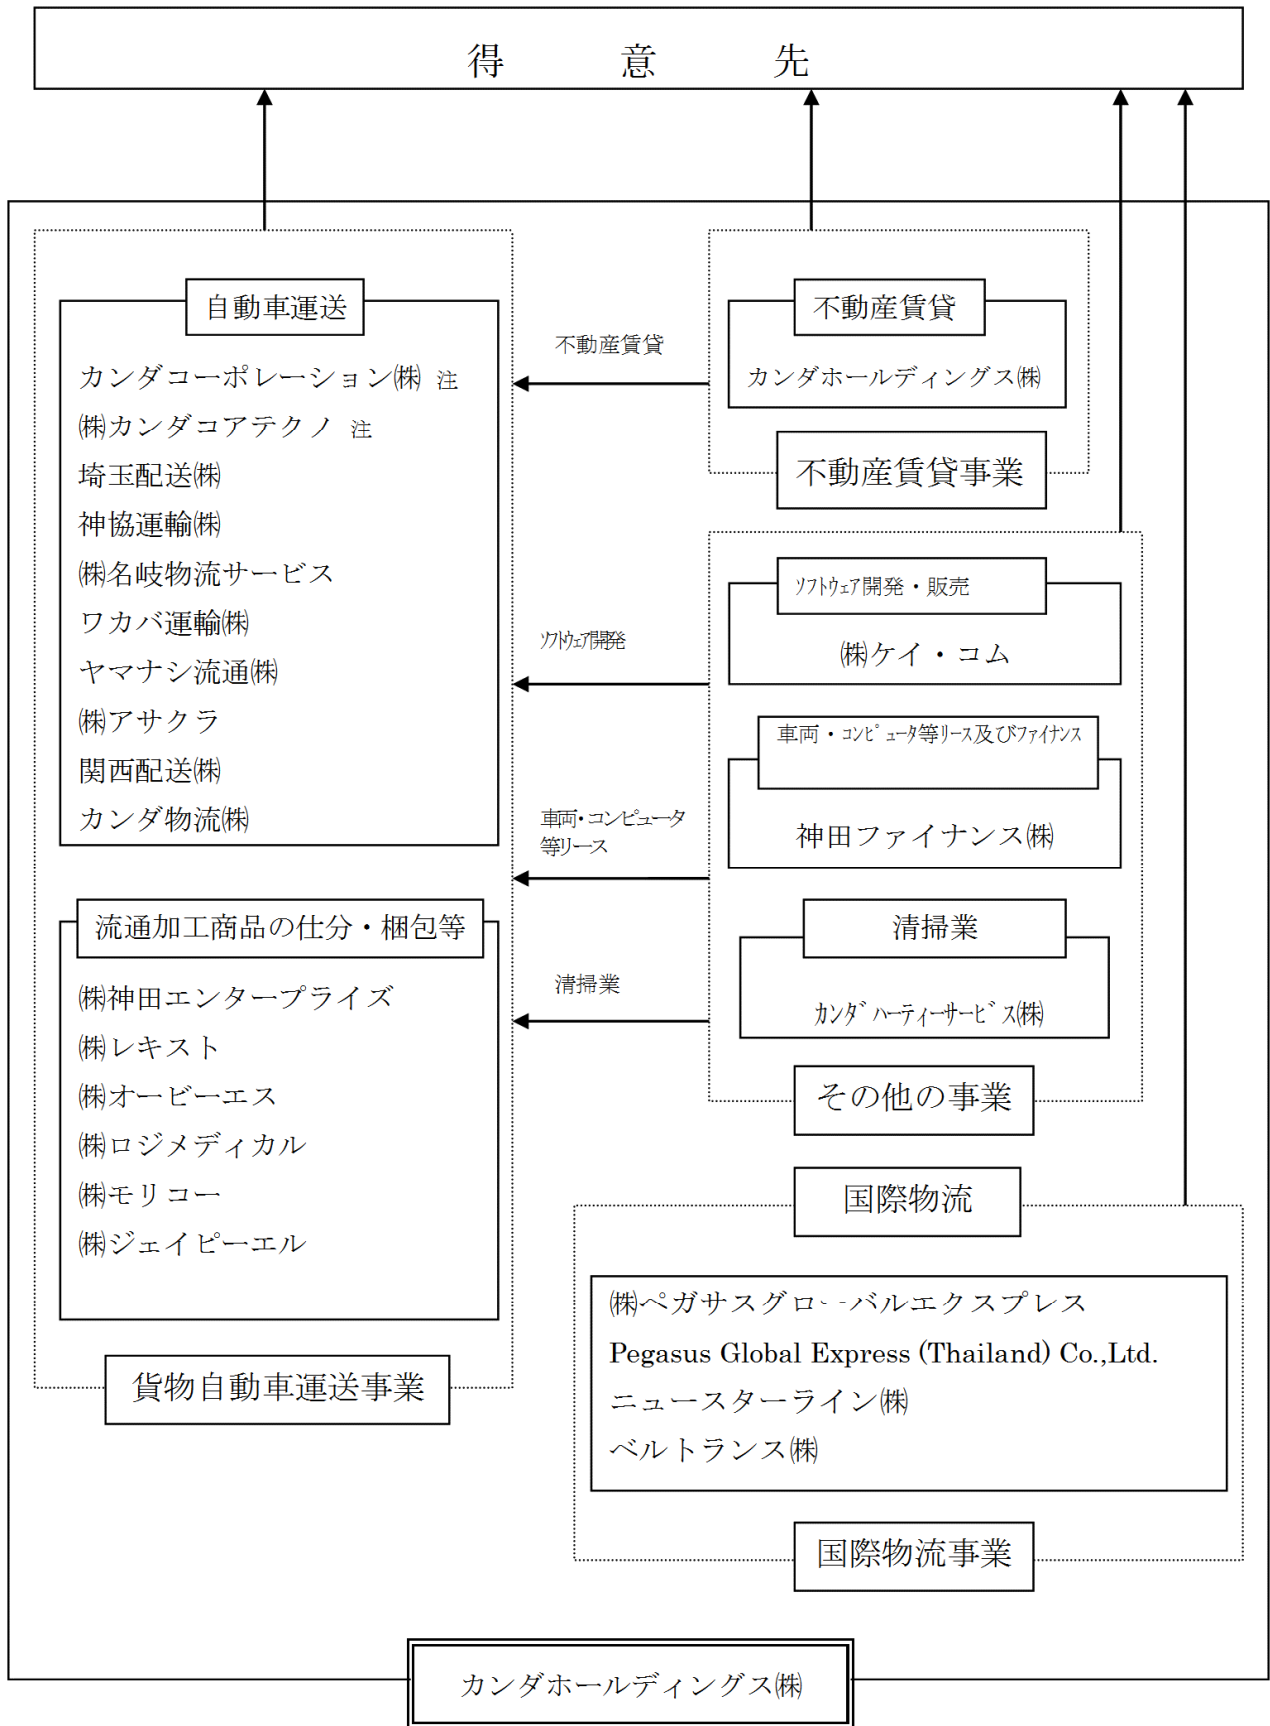 得意先
自動車運送
カンダコーポレーション㈱ 注
㈱カンダコアテクノ 注
埼玉配送㈱
神協運輸㈱
㈱名岐物流サービス
ワカバ運輸㈱
ヤマナシ流通㈱
㈱アサクラ
関西配送㈱
カンダ物流㈱
流通加工商品の仕分・梱包等
㈱神田エンタープライズ
㈱レキスト
㈱オービーエス
㈱ロジメディカル
㈱モリコー
㈱ジェイピーエル
貨物自動車運送事業
不動産賃貸
ソフトウェア開発
車両・コンピュータ
等リース
清掃業
不動産賃貸
カンダホールディングス㈱
不動産賃貸事業
ソフトウェア開発・販売
㈱ケイ・コム
車両・コンピュータ等リース及びファイナンス
神田ファイナンス㈱
清掃業
カンダハーティーサービス㈱
その他の事業
国際物流
㈱ペガサスグローバルエクスプレス
Pegasus Global Express (Thailand) Co.,Ltd.
ニュースターライン㈱
ベルトランス㈱
国際物流事業
カンダホールディングス㈱